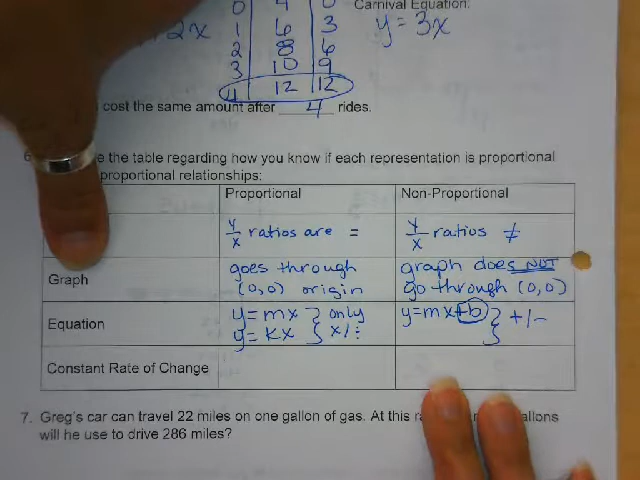 Carnival Equation:
2x
0 4 0
y = 3x
1 6 3
2 8 6
3 10 9
4 12 12
cost the same amount after 4 rides.
the table regarding how you know if each representation is proportional
proportional relationships:
Proportional Non-Proportional
y/x ratios are = y/x ratios ≠
Graph goes through (0,0) origin graph does NOT go through (0,0)
Equation y = mx y = kx } only x/÷ y = mx + b } +/-
Constant Rate of Change
7. Greg's car can travel 22 miles on one gallon of gas. At this
will he use to drive 286 miles?